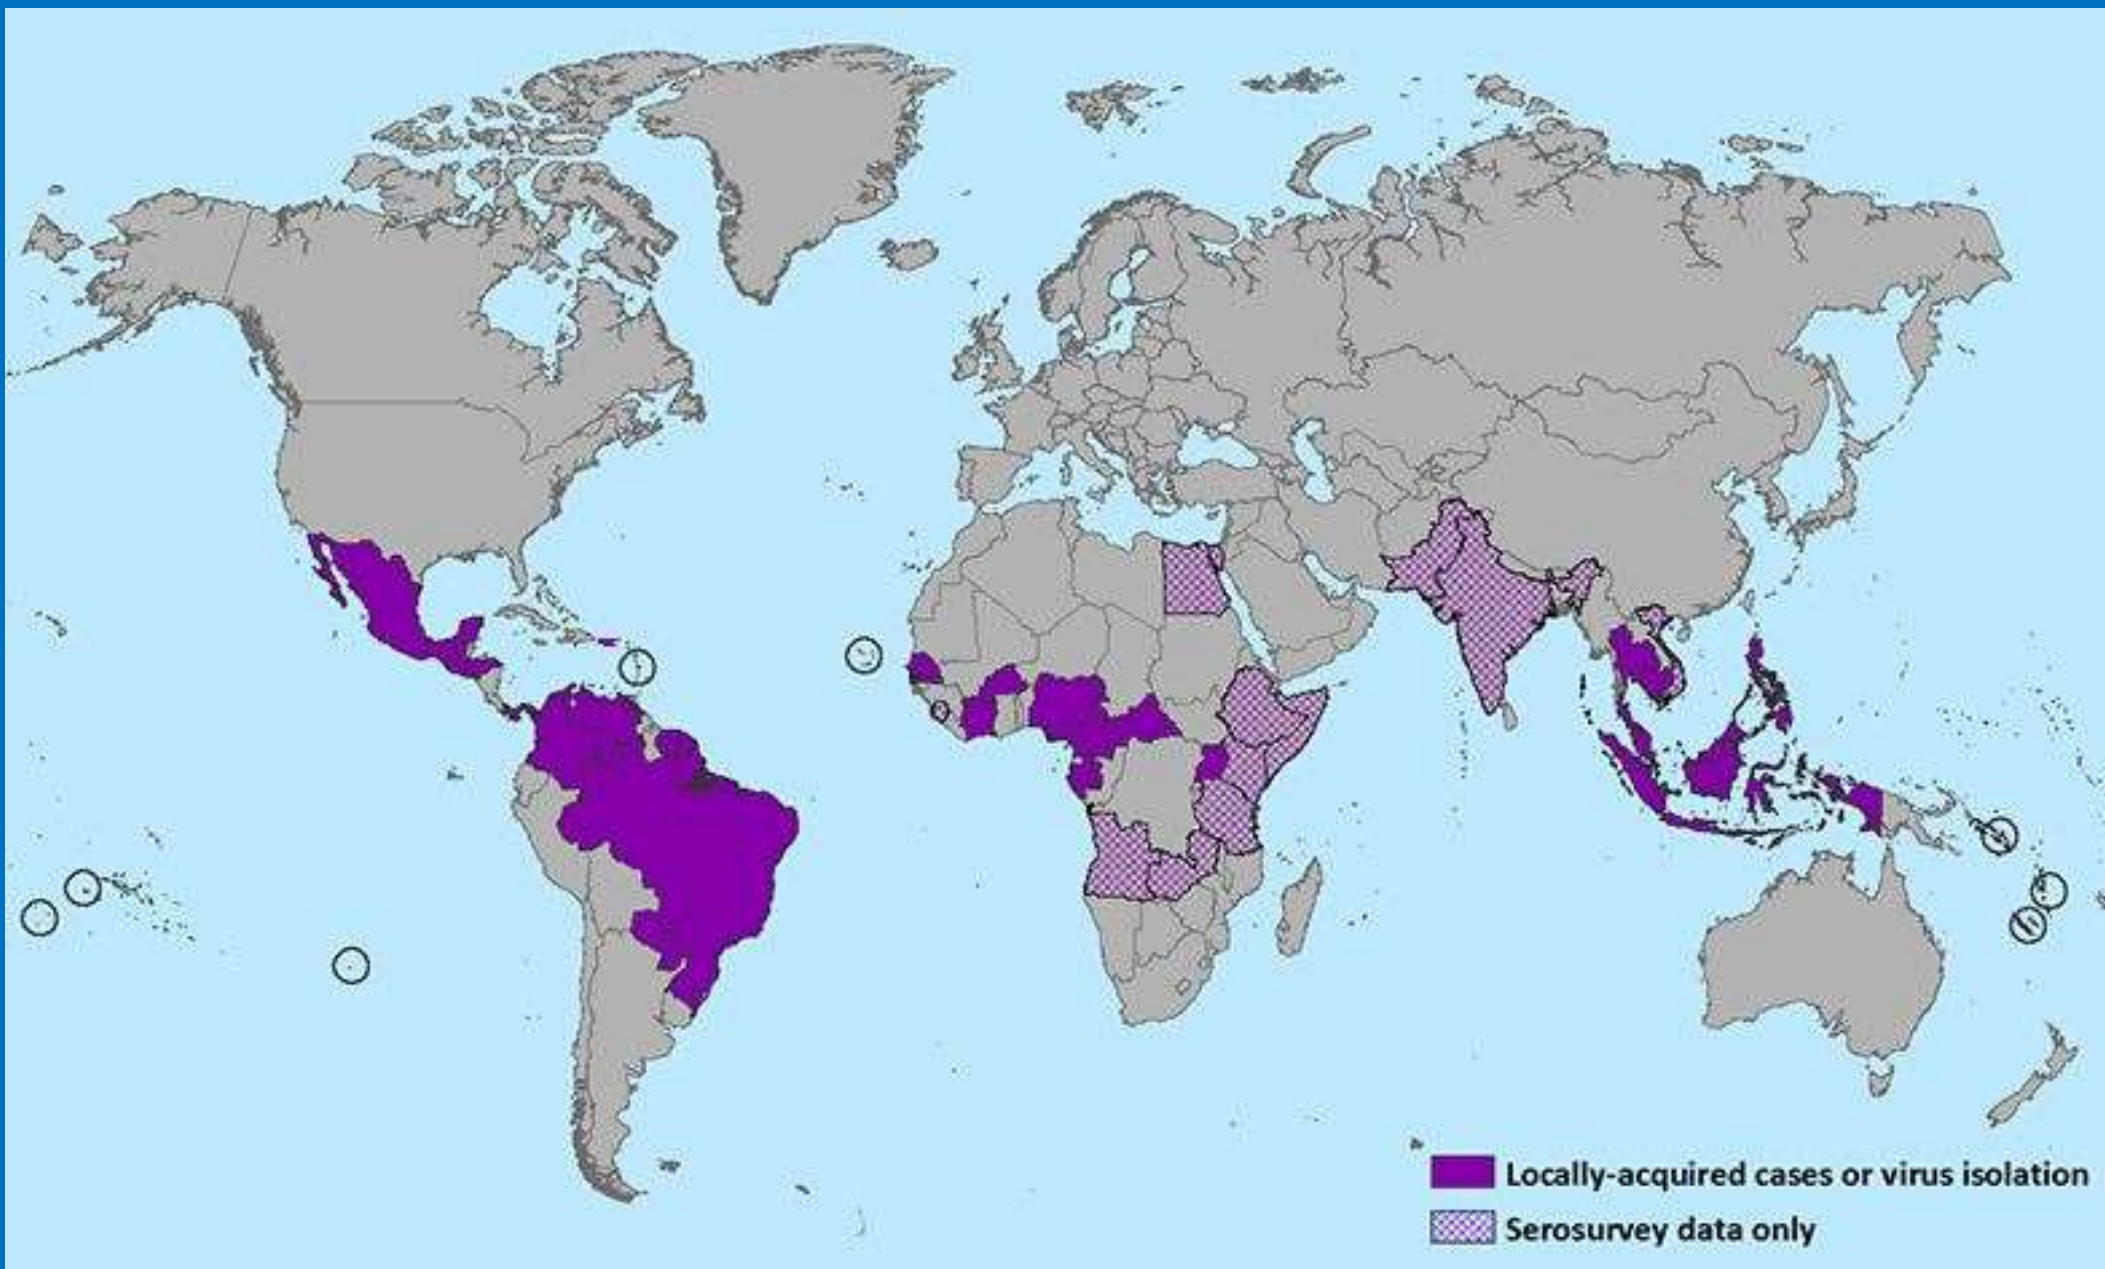 Locally-acquired cases or virus isolation
Serosurvey data only